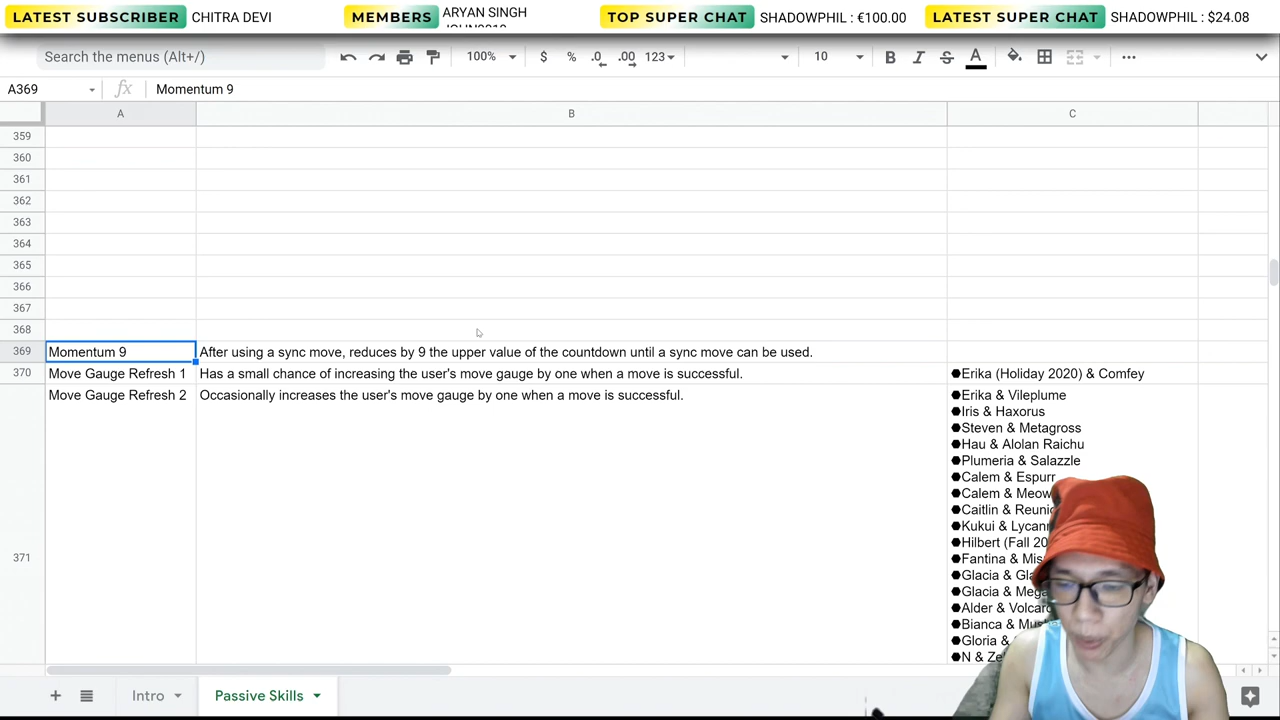 LATEST SUBSCRIBER CHITRA DEVI
MEMBERS ARYAN SINGH
TOP SUPER CHAT SHADOWPHIL : €100.00
LATEST SUPER CHAT SHADOWPHIL : $24.08
Search the menus (Alt+/)
100% $ % .0 .00 123 10 B I S A
A369 fx Momentum 9
A B C
359
360
361
362
363
364
365
366
367
368
369 Momentum 9 After using a sync move, reduces by 9 the upper value of the countdown until a sync move can be used.
370 Move Gauge Refresh 1 Has a small chance of increasing the user's move gauge by one when a move is successful. Erika (Holiday 2020) & Comfey
371 Move Gauge Refresh 2 Occasionally increases the user's move gauge by one when a move is successful. Erika & Vileplume
Iris & Haxorus
Steven & Metagross
Hau & Alolan Raichu
Plumeria & Salazzle
Calem & Espurr
Calem & Meow
Caitlin & Reuni
Kukui & Lycan
Hilbert (Fall 20
Fantina & Mis
Glacia & Gla
Glacia & Mega
Alder & Volcar
Bianca & Mus
Gloria &
N & Ze
Intro Passive Skills